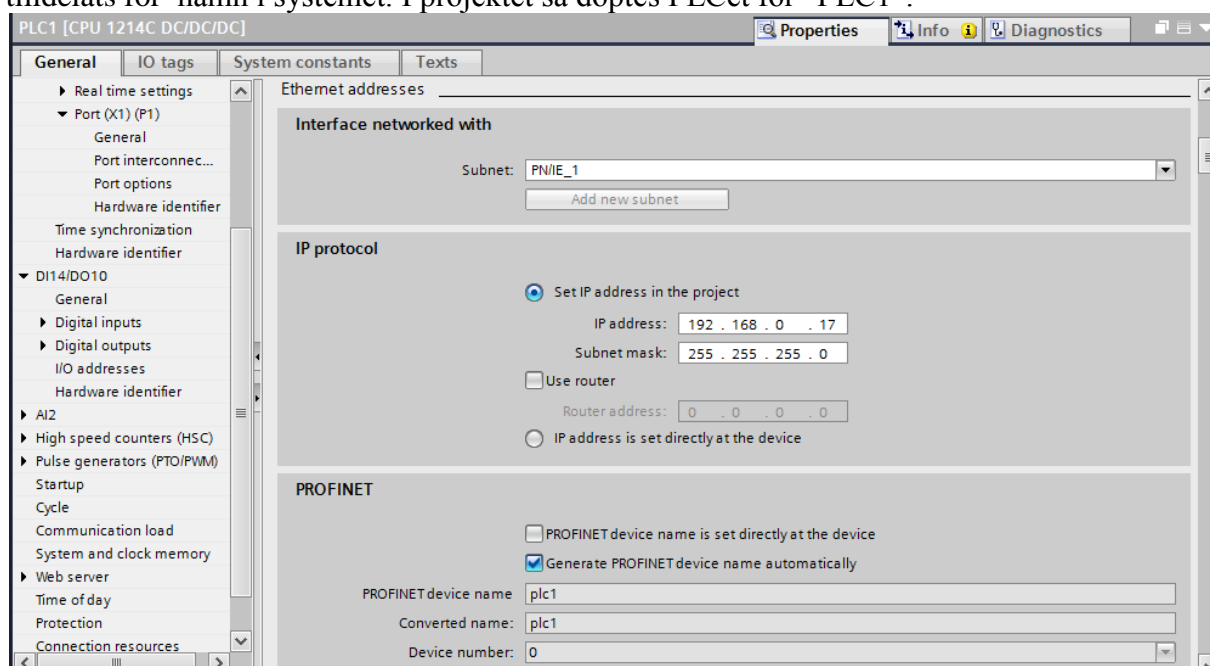 tilldelats för namn i systemet. I projektet så döptes PLCet för "PLC1".
PLC1 [CPU 1214C DC/DC/DC]
Properties
Info
Diagnostics
General
IO tags
System constants
Texts
Real time settings
Port (X1) (P1)
General
Port interconnec...
Port options
Hardware identifier
Time synchronization
Hardware identifier
DI14/DO10
General
Digital inputs
Digital outputs
I/O addresses
Hardware identifier
AI2
High speed counters (HSC)
Pulse generators (PTO/PWM)
Startup
Cycle
Communication load
System and clock memory
Web server
Time of day
Protection
Connection resources
Ethernet addresses
Interface networked with
Subnet: PN/IE_1
Add new subnet
IP protocol
Set IP address in the project
IP address: 192 . 168 . 0 . 17
Subnet mask: 255 . 255 . 255 . 0
Use router
Router address: 0 . 0 . 0 . 0
IP address is set directly at the device
PROFINET
PROFINET device name is set directly at the device
Generate PROFINET device name automatically
PROFINET device name plc1
Converted name: plc1
Device number: 0